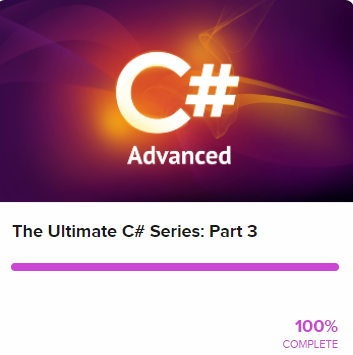 C#
Advanced
The Ultimate C# Series: Part 3
100%
COMPLETE